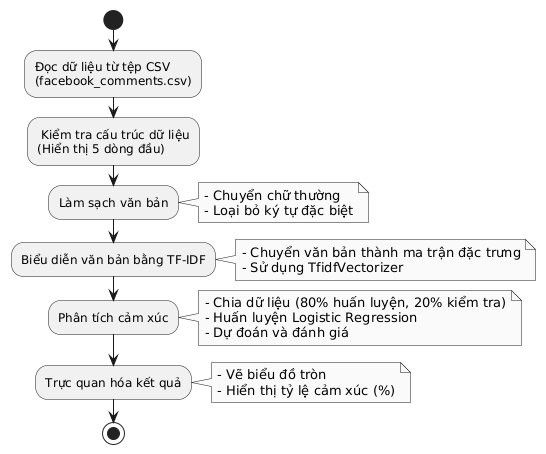 Đọc dữ liệu từ tệp CSV
(facebook_comments.csv)
Kiểm tra cấu trúc dữ liệu
(Hiển thị 5 dòng đầu)
Làm sạch văn bản
- Chuyển chữ thường
- Loại bỏ ký tự đặc biệt
Biểu diễn văn bản bằng TF-IDF
- Chuyển văn bản thành ma trận đặc trưng
- Sử dụng TfidfVectorizer
Phân tích cảm xúc
- Chia dữ liệu (80% huấn luyện, 20% kiểm tra)
- Huấn luyện Logistic Regression
- Dự đoán và đánh giá
Trực quan hóa kết quả
- Vẽ biểu đồ tròn
- Hiển thị tỷ lệ cảm xúc (%)